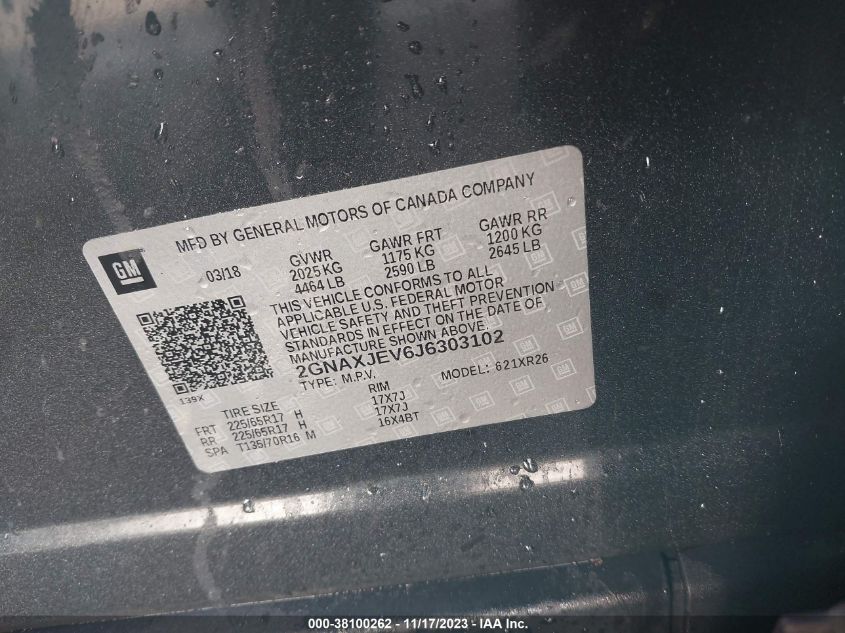 MFD BY GENERAL MOTORS OF CANADA COMPANY
GM
03/18 GVWR GAWR FRT GAWR RR
2025 KG 1175 KG 1200 KG
4464 LB 2590 LB 2645 LB
THIS VEHICLE CONFORMS TO ALL
APPLICABLE U.S. FEDERAL MOTOR
VEHICLE SAFETY AND THEFT PREVENTION
STANDARDS IN EFFECT ON THE DATE OF
MANUFACTURE SHOWN ABOVE.
2GNAXJEV6J6303102
TYPE: M.P.V. MODEL: 621XR26
139X
TIRE SIZE RIM
FRT 225/65R17 H 17X7J
RR 225/65R17 H 17X7J
SPA T135/70R16 M 16X4BT
000-38100262 - 11/17/2023 - IAA Inc.